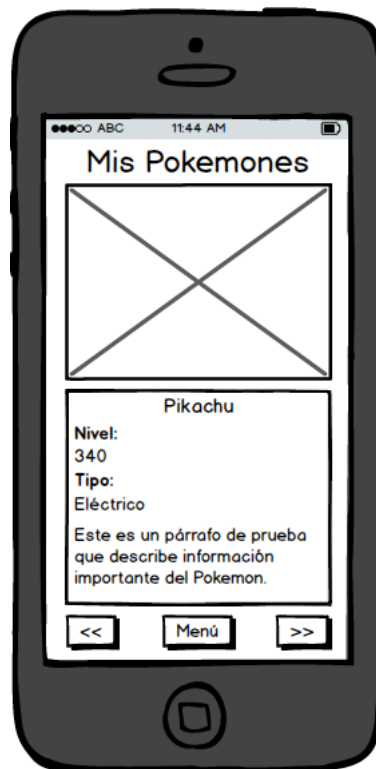 ●●●○○ ABC 11:44 AM
Mis Pokemones
Pikachu
Nivel:
340
Tipo:
Eléctrico
Este es un párrafo de prueba
que describe información
importante del Pokemon.
<< Menú >>